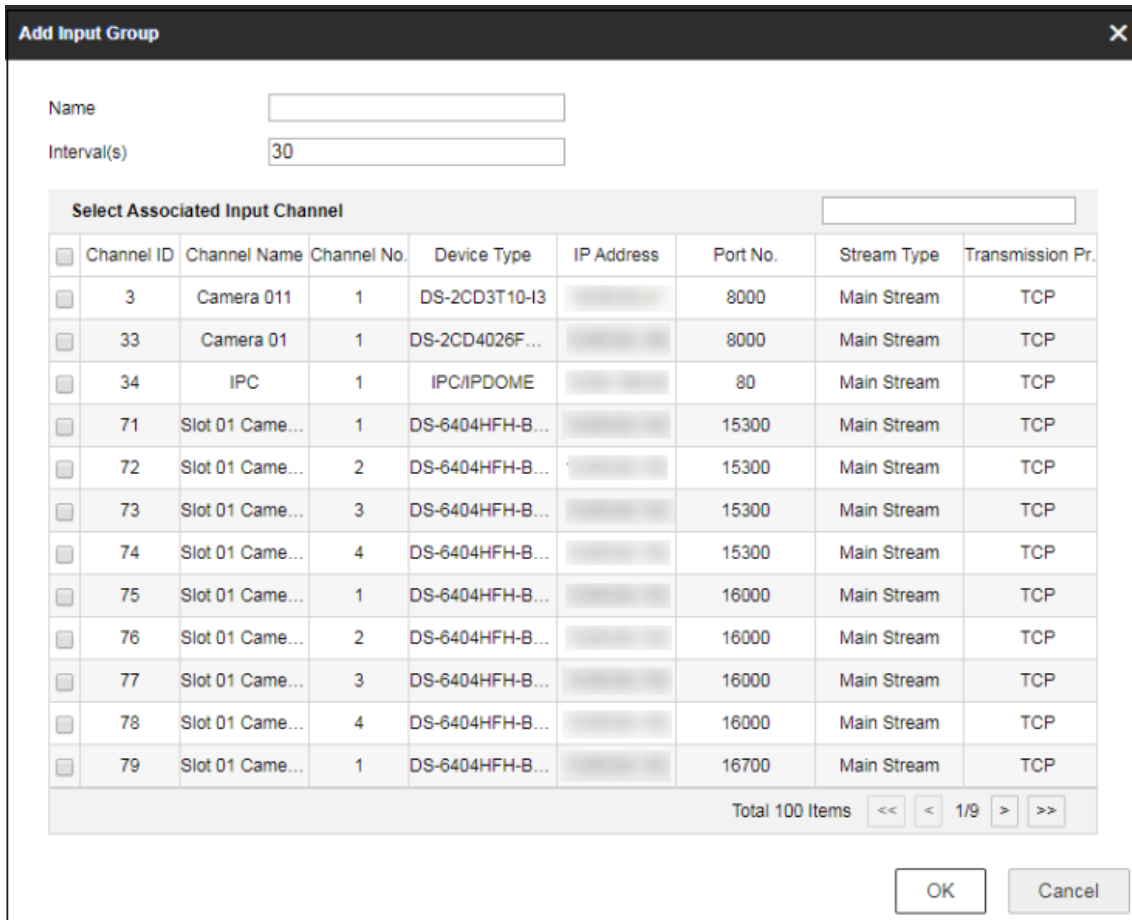 Add Input Group
Name
Interval(s) 30
Select Associated Input Channel
Channel ID Channel Name Channel No. Device Type IP Address Port No. Stream Type Transmission Pr.
3 Camera 011 1 DS-2CD3T10-I3 8000 Main Stream TCP
33 Camera 01 1 DS-2CD4026F... 8000 Main Stream TCP
34 IPC 1 IPC/IPDOME 80 Main Stream TCP
71 Slot 01 Came... 1 DS-6404HFH-B... 15300 Main Stream TCP
72 Slot 01 Came... 2 DS-6404HFH-B... 15300 Main Stream TCP
73 Slot 01 Came... 3 DS-6404HFH-B... 15300 Main Stream TCP
74 Slot 01 Came... 4 DS-6404HFH-B... 15300 Main Stream TCP
75 Slot 01 Came... 1 DS-6404HFH-B... 16000 Main Stream TCP
76 Slot 01 Came... 2 DS-6404HFH-B... 16000 Main Stream TCP
77 Slot 01 Came... 3 DS-6404HFH-B... 16000 Main Stream TCP
78 Slot 01 Came... 4 DS-6404HFH-B... 16000 Main Stream TCP
79 Slot 01 Came... 1 DS-6404HFH-B... 16700 Main Stream TCP
Total 100 Items << < 1/9 > >>
OK Cancel